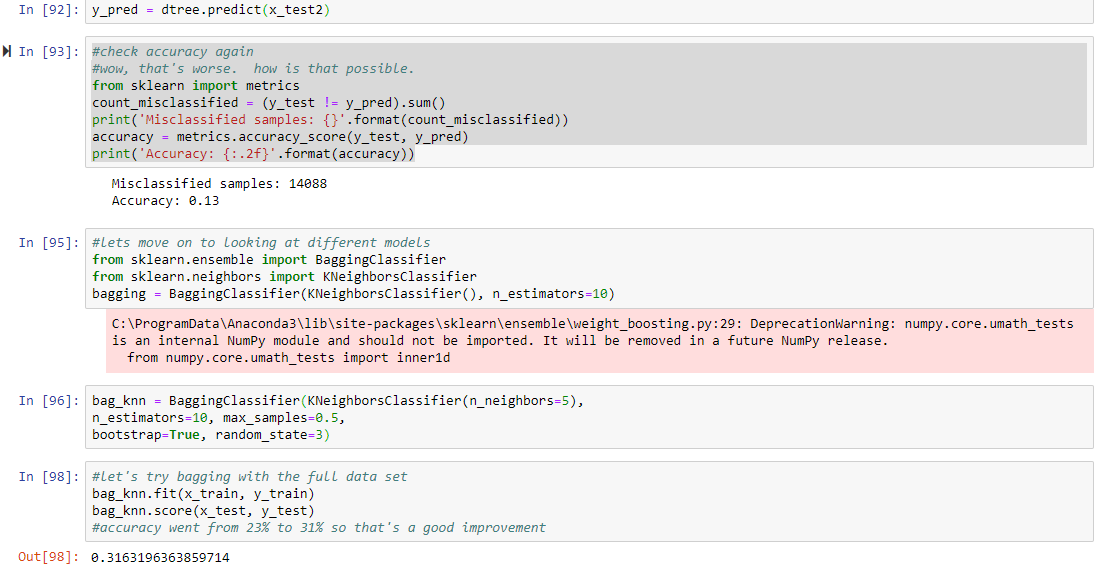 In [92]: y_pred = dtree.predict(x_test2)
In [93]: #check accuracy again
#wow, that's worse.  how is that possible.
from sklearn import metrics
count_misclassified = (y_test != y_pred).sum()
print('Misclassified samples: {}'.format(count_misclassified))
accuracy = metrics.accuracy_score(y_test, y_pred)
print('Accuracy: {:.2f}'.format(accuracy))
Misclassified samples: 14088
Accuracy: 0.13
In [95]: #lets move on to looking at different models
from sklearn.ensemble import BaggingClassifier
from sklearn.neighbors import KNeighborsClassifier
bagging = BaggingClassifier(KNeighborsClassifier(), n_estimators=10)
C:\ProgramData\Anaconda3\lib\site-packages\sklearn\ensemble\weight_boosting.py:29: DeprecationWarning: numpy.core.umath_tests
is an internal NumPy module and should not be imported. It will be removed in a future NumPy release.
  from numpy.core.umath_tests import inner1d
In [96]: bag_knn = BaggingClassifier(KNeighborsClassifier(n_neighbors=5),
n_estimators=10, max_samples=0.5,
bootstrap=True, random_state=3)
In [98]: #let's try bagging with the full data set
bag_knn.fit(x_train, y_train)
bag_knn.score(x_test, y_test)
#accuracy went from 23% to 31% so that's a good improvement
Out[98]: 0.3163196363859714